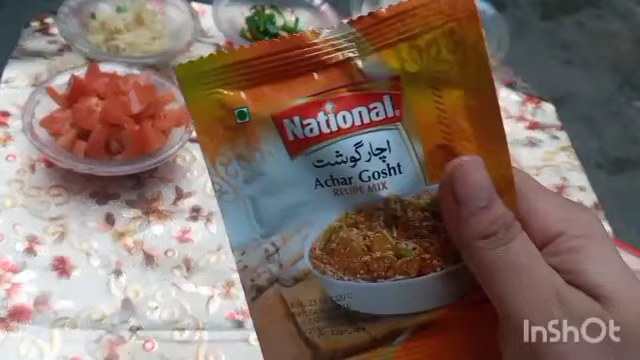 National
اچار گوشت
Achar Gosht
RECIPE MIX
InShOt